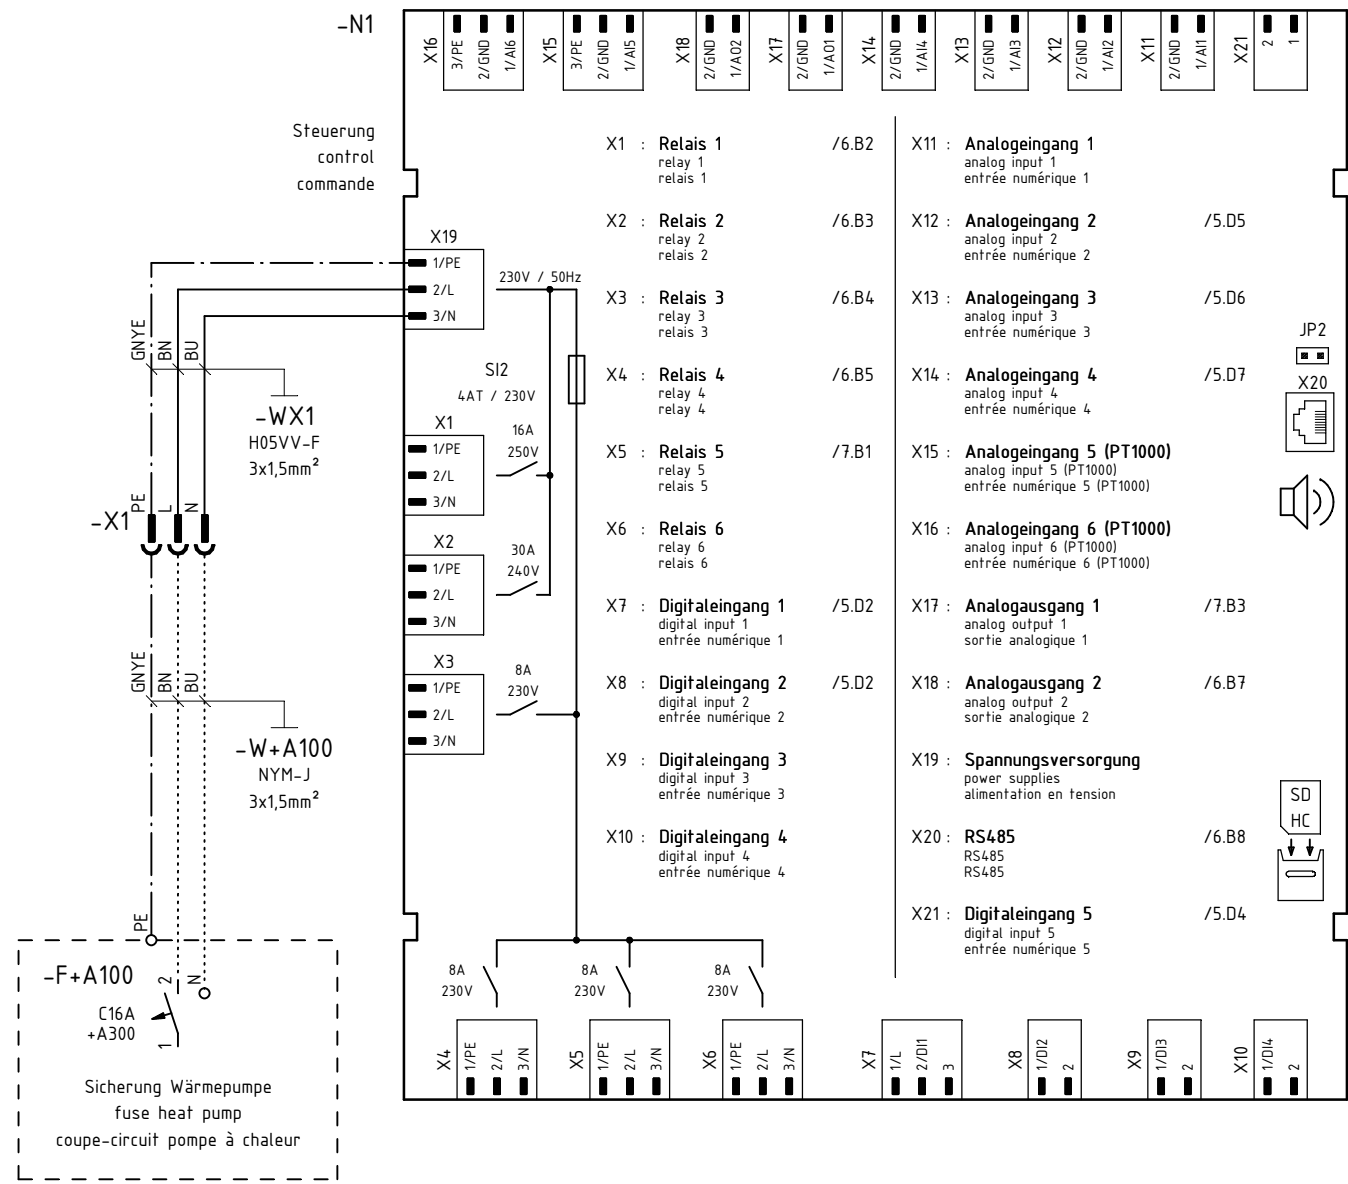 -N1
X16
3/PE
2/GND
1/AI6
X15
3/PE
2/GND
1/AI5
X18
2/GND
1/AO2
X17
2/GND
1/AO1
X14
2/GND
1/AI4
X13
2/GND
1/AI3
X12
2/GND
1/AI2
X11
2/GND
1/AI1
X21
2
1
Steuerung
control
commande
X19
1/PE
2/L
3/N
230V / 50Hz
SI2
4AT / 230V
X1
1/PE
2/L
3/N
16A
250V
X2
1/PE
2/L
3/N
30A
240V
X3
1/PE
2/L
3/N
8A
230V
GNYE
BN
BU
-WX1
H05VV-F
3x1,5mm²
-X1
PE
L
N
GNYE
BN
BU
-W+A100
NYM-J
3x1,5mm²
PE
-F+A100
2
N
C16A
+A300
1
Sicherung Wärmepumpe
fuse heat pump
coupe-circuit pompe à chaleur
X1 : Relais 1 /6.B2
relay 1
relais 1
X2 : Relais 2 /6.B3
relay 2
relais 2
X3 : Relais 3 /6.B4
relay 3
relais 3
X4 : Relais 4 /6.B5
relay 4
relay 4
X5 : Relais 5 /7.B1
relay 5
relais 5
X6 : Relais 6
relay 6
relais 6
X7 : Digitaleingang 1 /5.D2
digital input 1
entrée numérique 1
X8 : Digitaleingang 2 /5.D2
digital input 2
entrée numérique 2
X9 : Digitaleingang 3
digital input 3
entrée numérique 3
X10 : Digitaleingang 4
digital input 4
entrée numérique 4
X11 : Analogeingang 1
analog input 1
entrée numérique 1
X12 : Analogeingang 2 /5.D5
analog input 2
entrée numérique 2
X13 : Analogeingang 3 /5.D6
analog input 3
entrée numérique 3
X14 : Analogeingang 4 /5.D7
analog input 4
entrée numérique 4
X15 : Analogeingang 5 (PT1000)
analog input 5 (PT1000)
entrée numérique 5 (PT1000)
X16 : Analogeingang 6 (PT1000)
analog input 6 (PT1000)
entrée numérique 6 (PT1000)
X17 : Analogausgang 1 /7.B3
analog output 1
sortie analogique 1
X18 : Analogausgang 2 /6.B7
analog output 2
sortie analogique 2
X19 : Spannungsversorgung
power supplies
alimentation en tension
X20 : RS485 /6.B8
RS485
RS485
X21 : Digitaleingang 5 /5.D4
digital input 5
entrée numérique 5
JP2
X20
SD
HC
8A
230V
8A
230V
8A
230V
X4
1/PE
2/L
3/N
X5
1/PE
2/L
3/N
X6
1/PE
2/L
3/N
X7
1/L
2/DI1
3
X8
1/DI2
2
X9
1/DI3
2
X10
1/DI4
2